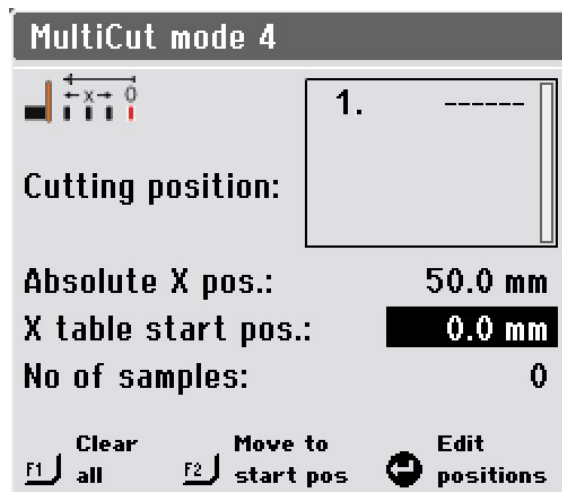 MultiCut mode 4
x 0
1. ------
Cutting position:
Absolute X pos.: 50.0 mm
X table start pos.: 0.0 mm
No of samples: 0
F1 Clear all F2 Move to start pos Edit positions